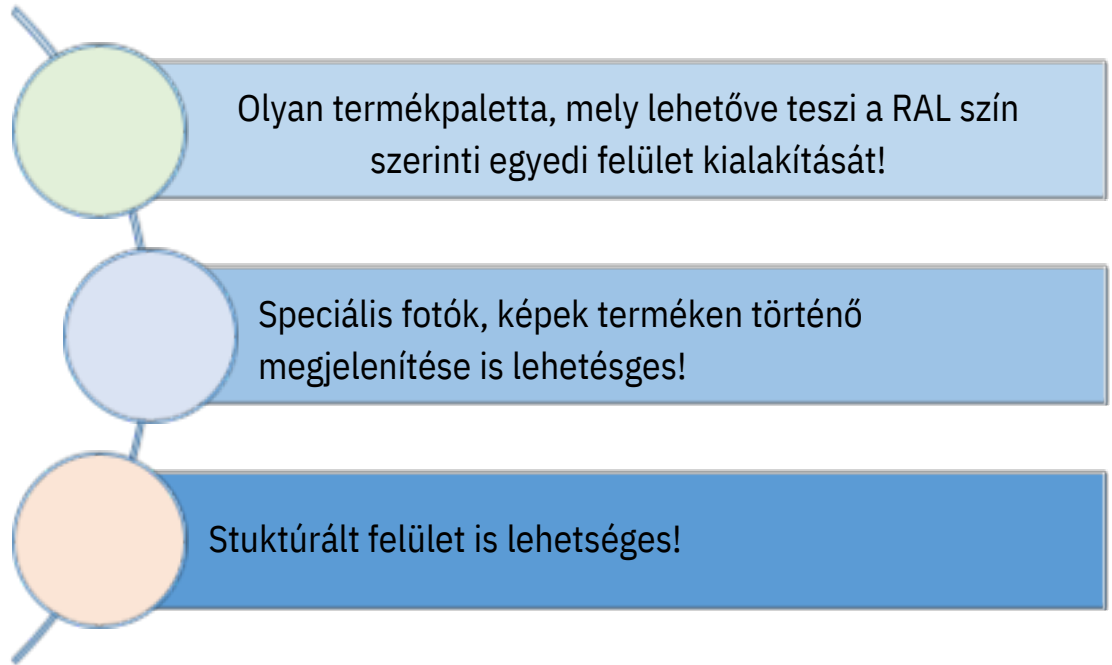 Olyan termékpaletta, mely lehetőve teszi a RAL szín
szerinti egyedi felület kialakítását!
Speciális fotók, képek terméken történő
megjelenítése is lehetésges!
Stuktúrált felület is lehetséges!